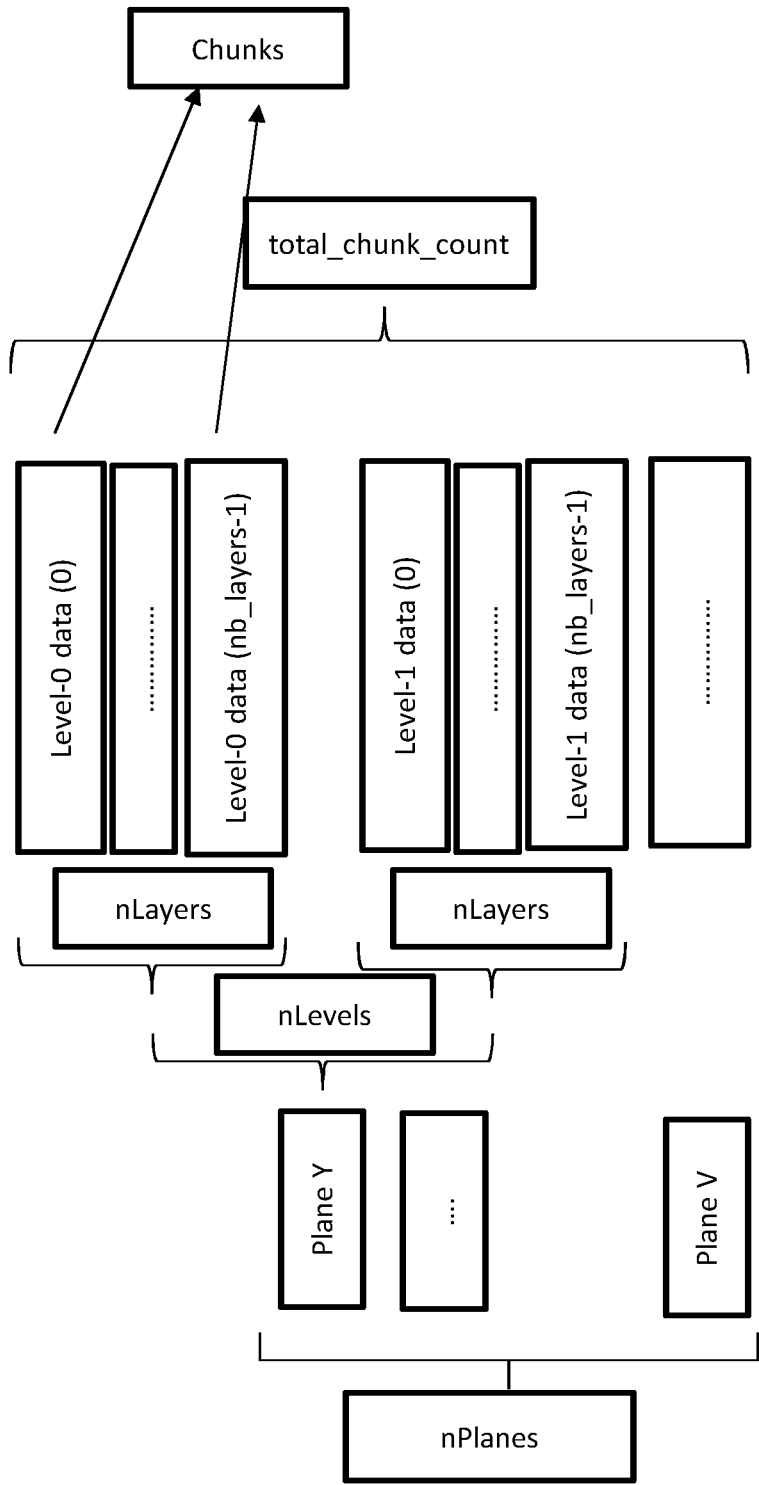 Chunks
total_chunk_count
Level-0 data (0)
...............
Level-0 data (nb_layers-1)
Level-1 data (0)
...............
Level-1 data (nb_layers-1)
...............
nLayers
nLayers
nLevels
Plane Y
....
Plane V
nPlanes